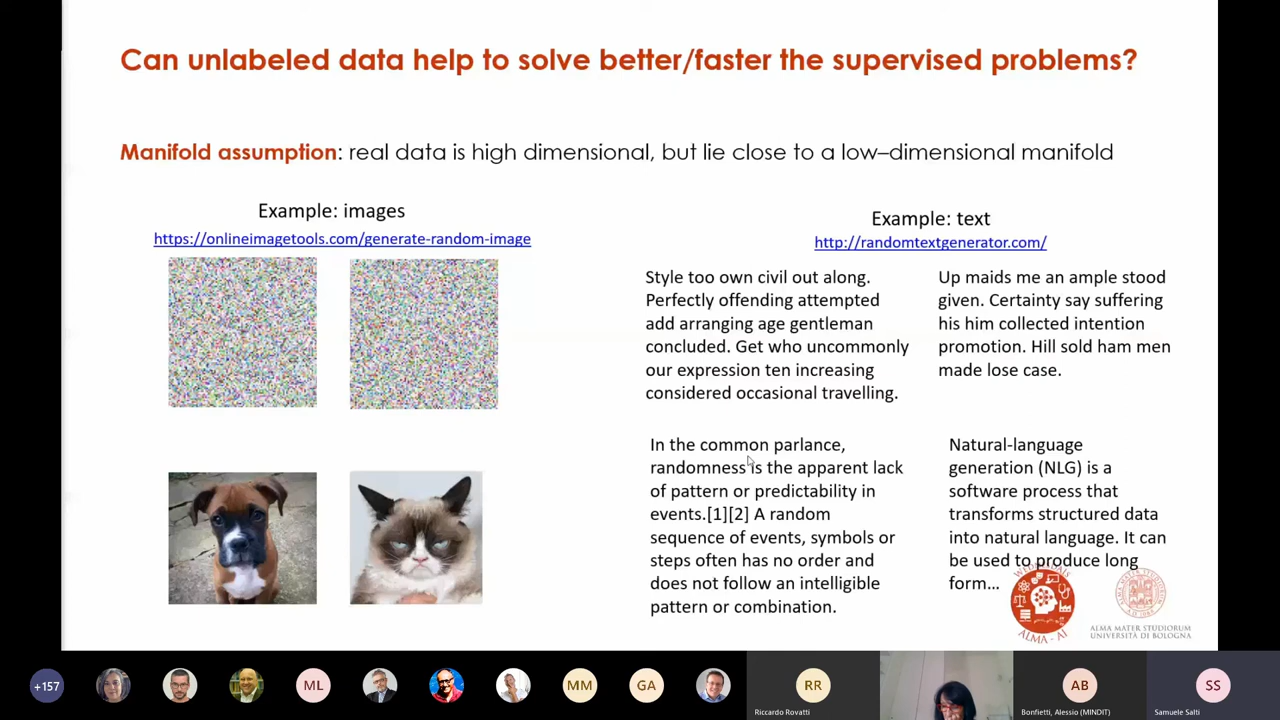 Can unlabeled data help to solve better/faster the supervised problems?
Manifold assumption: real data is high dimensional, but lie close to a low–dimensional manifold
Example: images
https://onlineimagetools.com/generate-random-image
Example: text
http://randomtextgenerator.com/
Style too own civil out along.
Perfectly offending attempted
add arranging age gentleman
concluded. Get who uncommonly
our expression ten increasing
considered occasional travelling.
Up maids me an ample stood
given. Certainty say suffering
his him collected intention
promotion. Hill sold ham men
made lose case.
In the common parlance,
randomness is the apparent lack
of pattern or predictability in
events.[1][2] A random
sequence of events, symbols or
steps often has no order and
does not follow an intelligible
pattern or combination.
Natural-language
generation (NLG) is a
software process that
transforms structured data
into natural language. It can
be used to produce long
form...
ALMA - AI
ALMA MATER STUDIORUM
UNIVERSITÀ DI BOLOGNA
+157
ML
MM
GA
RR
Riccardo Rovatti
AB
Bonfietti, Alessio (MINDIT)
SS
Samuele Salti